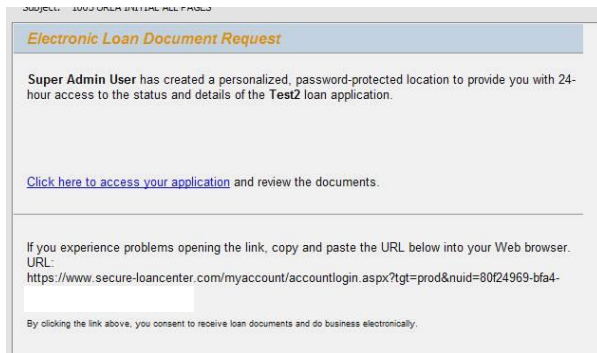 Subject: 1003 URLA INITIAL ALL PAGES
Electronic Loan Document Request
Super Admin User has created a personalized, password-protected location to provide you with 24-
hour access to the status and details of the Test2 loan application.
Click here to access your application and review the documents.
If you experience problems opening the link, copy and paste the URL below into your Web browser.
URL:
https://www.secure-loancenter.com/myaccount/accountlogin.aspx?tgt=prod&nuid=80f24969-bfa4-
By clicking the link above, you consent to receive loan documents and do business electronically.